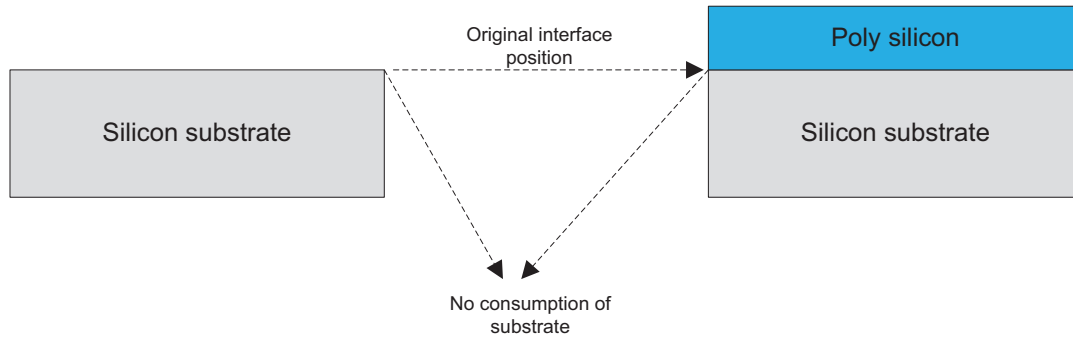 Original interface
position
Poly silicon
Silicon substrate
Silicon substrate
No consumption of
substrate